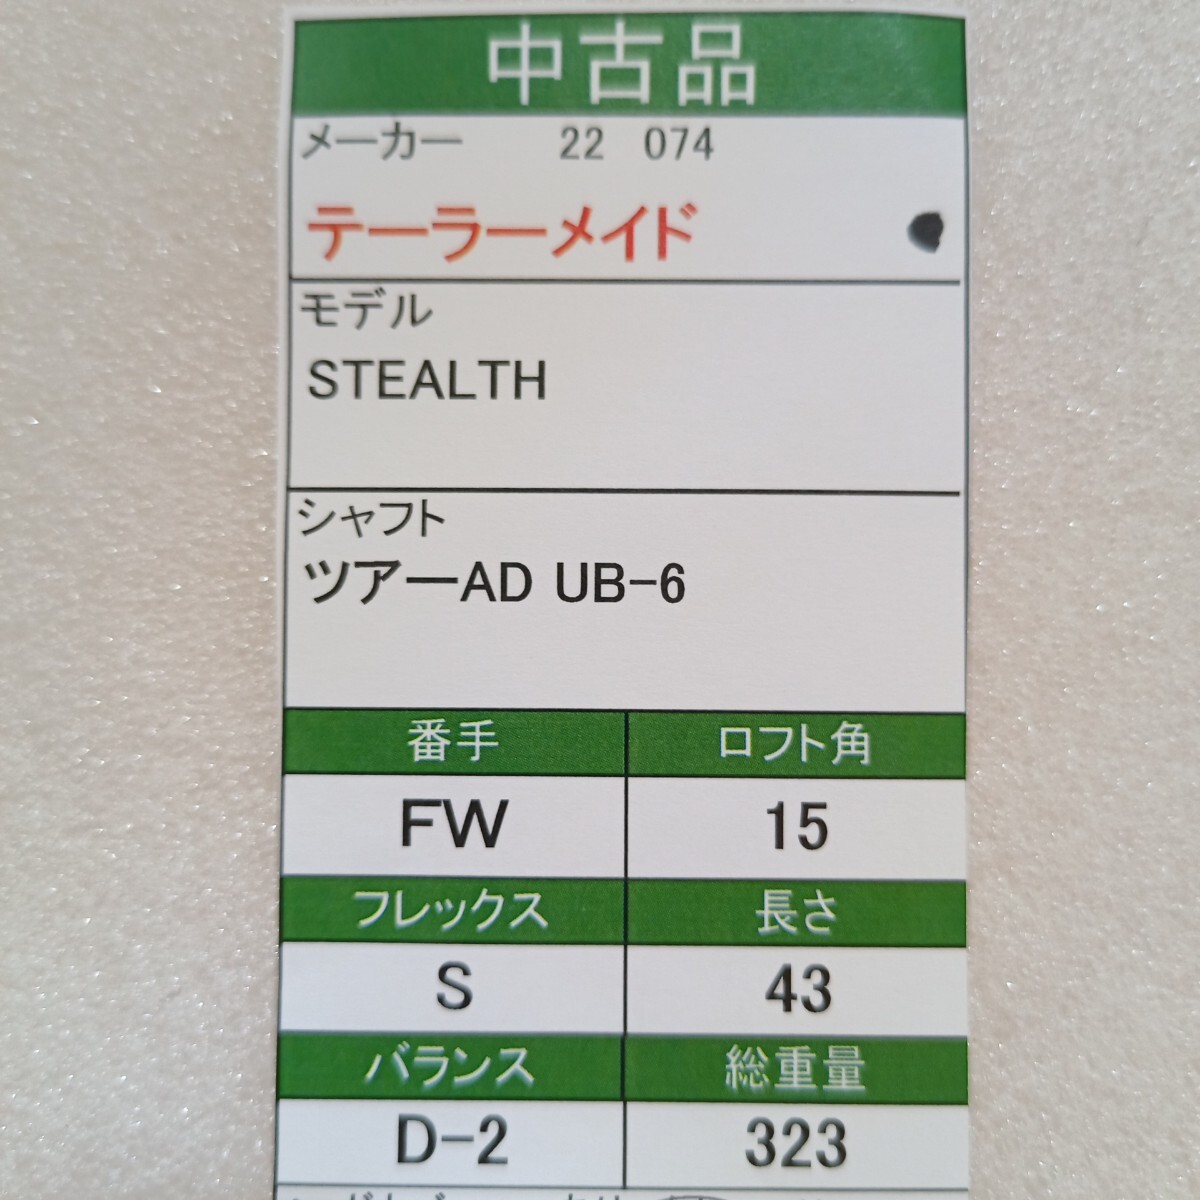 中古品
メーカー 22 074
テーラーメイド
モデル
STEALTH
シャフト
ツアーAD UB-6
番手 ロフト角
FW 15
フレックス 長さ
S 43
バランス 総重量
D-2 323